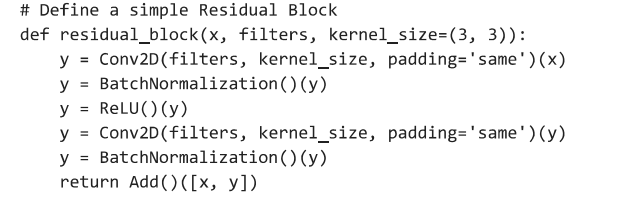 # Define a simple Residual Block
def residual_block(x, filters, kernel_size=(3, 3)):
    y = Conv2D(filters, kernel_size, padding='same')(x)
    y = BatchNormalization()(y)
    y = ReLU()(y)
    y = Conv2D(filters, kernel_size, padding='same')(y)
    y = BatchNormalization()(y)
    return Add()([x, y])